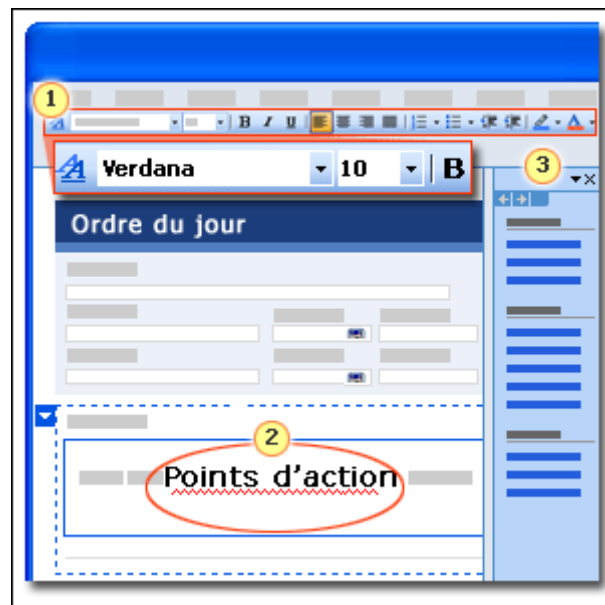 1
B I U
Verdana 10 B
3
Ordre du jour
2
Points d'action